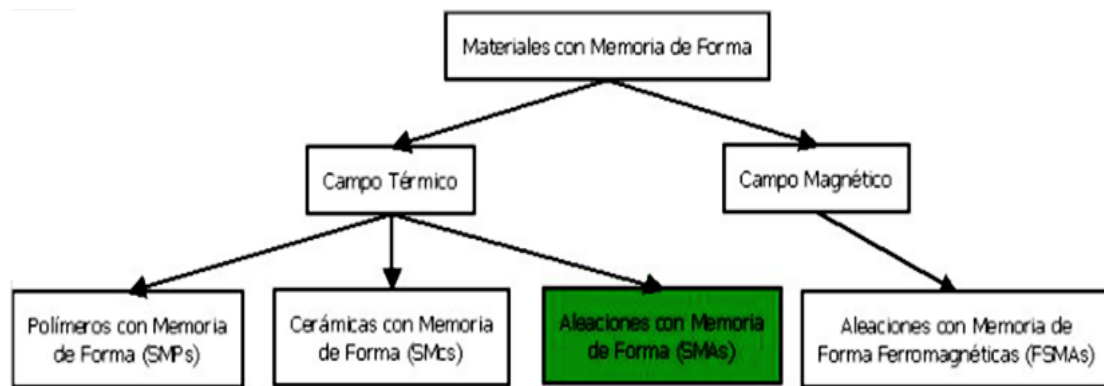 Materiales con Memoria de Forma
Campo Térmico
Campo Magnético
Polímeros con Memoria
de Forma (SMPs)
Cerámicas con Memoria
de Forma (SMcs)
Aleaciones con Memoria
de Forma (SMAs)
Aleaciones con Memoria de
Forma Ferromagnéticas (FSMAs)